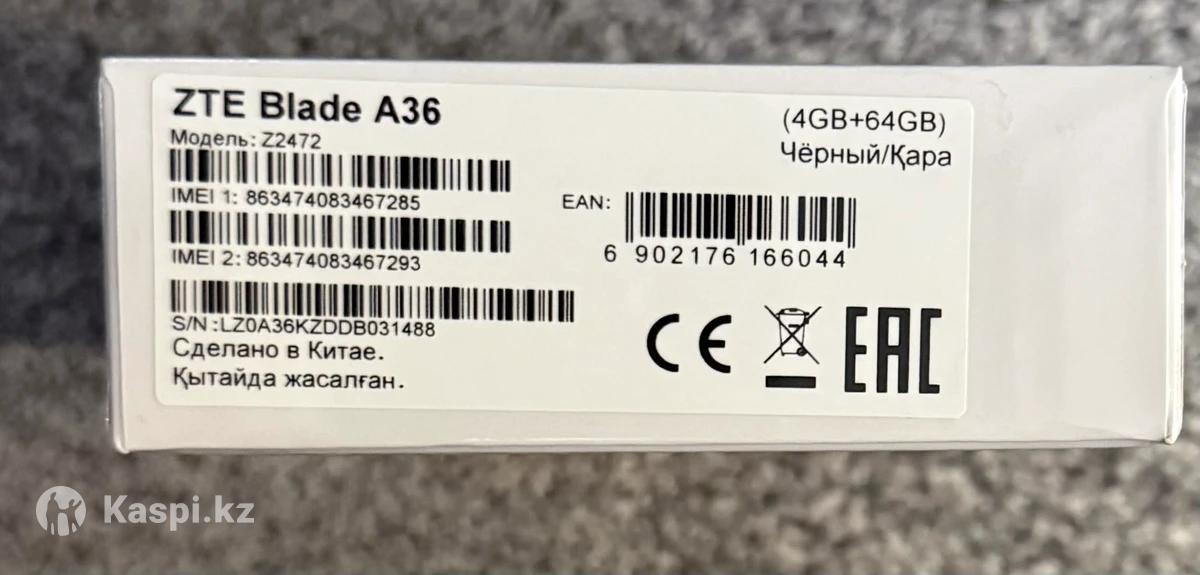 ZTE Blade A36
(4GB+64GB)
Чёрный/Қара
Модель: Z2472
IMEI 1: 863474083467285
IMEI 2: 863474083467293
EAN:
6 902176 166044
S/N:LZ0A36KZDDB031488
Сделано в Китае.
Қытайда жасалған.
CE
EAC
Kaspi.kz